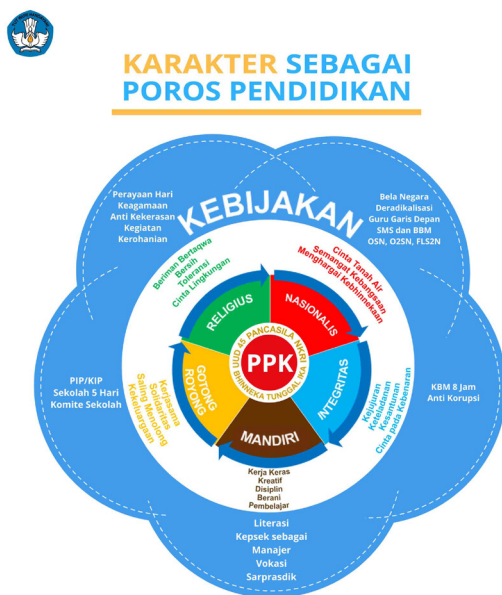 KARAKTER SEBAGAI
POROS PENDIDIKAN
KEBIJAKAN
Perayaan Hari
Keagamaan
Anti Kekerasan
Kegiatan
Kerohanian
Bela Negara
Deradikalisasi
Guru Garis Depan
SMS dan BBM
OSN, O2SN, FLS2N
Beriman Bertaqwa
Bersih
Toleransi
Cinta Lingkungan
Cinta Tanah Air
Semangat Kebangsaan
Menghargai Kebhinnekaan
RELIGIUS
NASIONALIS
UUD 45 PANCASILA NKRI
BHINNEKA TUNGGAL IKA
PPK
GOTONG
ROYONG
INTEGRITAS
MANDIRI
PIP/KIP
Sekolah 5 Hari
Komite Sekolah
Kerjasama
Solidaritas
Saling Menolong
Kekeluargaan
Kejujuran
Keteladanan
Kesantunan
Cinta pada Kebenaran
KBM 8 Jam
Anti Korupsi
Kerja Keras
Kreatif
Disiplin
Berani
Pembelajar
Literasi
Kepsek sebagai
Manajer
Vokasi
Sarprasdik